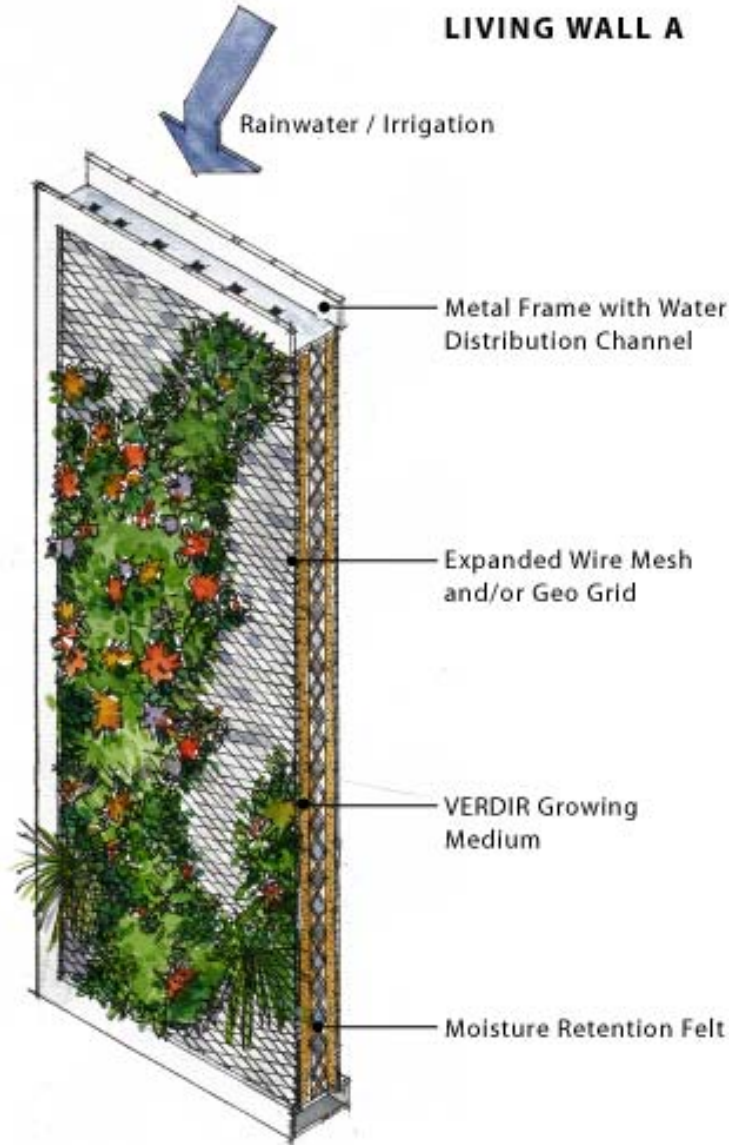 LIVING WALL A
Rainwater / Irrigation
Metal Frame with Water
Distribution Channel
Expanded Wire Mesh
and/or Geo Grid
VERDIR Growing
Medium
Moisture Retention Felt